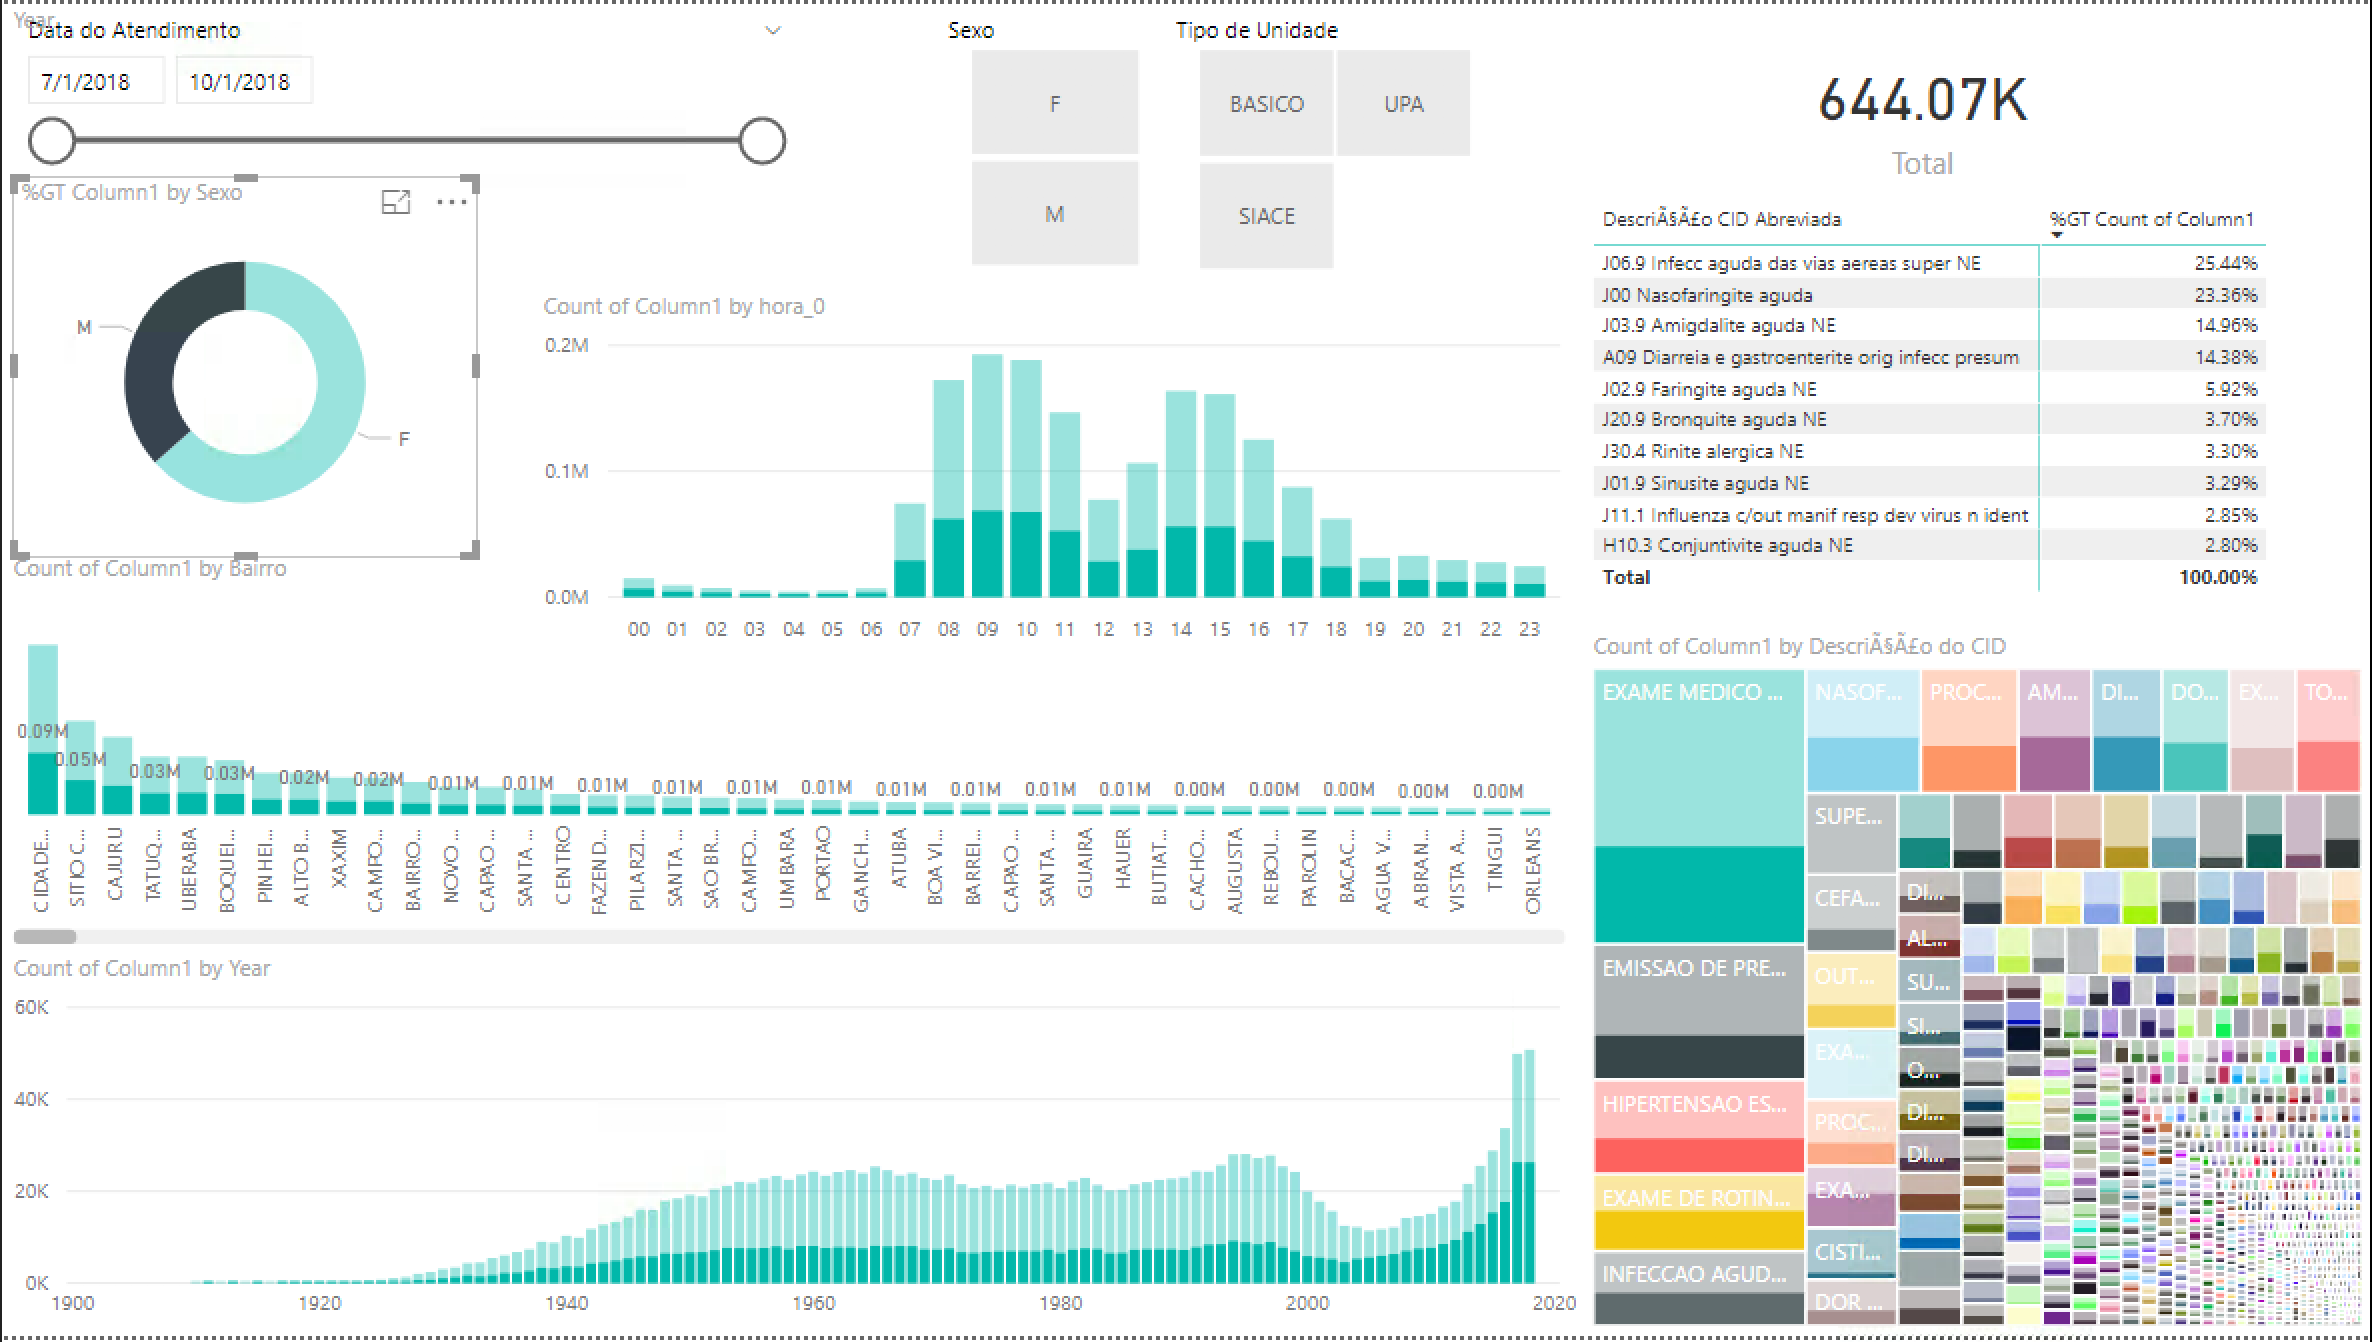 Year
Data do Atendimento
7/1/2018 10/1/2018
Sexo
F
M
Tipo de Unidade
BASICO UPA
SIACE
644.07K
Total
%GT Column1 by Sexo
M
F
Count of Column1 by hora_0
0.2M
0.1M
0.0M
00 01 02 03 04 05 06 07 08 09 10 11 12 13 14 15 16 17 18 19 20 21 22 23
DescriÃ§Ã£o CID Abreviada %GT Count of Column1
J06.9 Infecc aguda das vias aereas super NE 25.44%
J00 Nasofaringite aguda 23.36%
J03.9 Amigdalite aguda NE 14.96%
A09 Diarreia e gastroenterite orig infecc presum 14.38%
J02.9 Faringite aguda NE 5.92%
J20.9 Bronquite aguda NE 3.70%
J30.4 Rinite alergica NE 3.30%
J01.9 Sinusite aguda NE 3.29%
J11.1 Influenza c/out manif resp dev virus n ident 2.85%
H10.3 Conjuntivite aguda NE 2.80%
Total 100.00%
Count of Column1 by Bairro
0.09M 0.05M 0.03M 0.03M 0.02M 0.02M 0.01M 0.01M 0.01M 0.01M 0.01M 0.01M 0.01M 0.01M 0.01M 0.01M 0.00M 0.00M 0.00M 0.00M 0.00M
CIDADE... SITIO C... CAJURU TATUQ... UBERABA BOQUEI... PINHEI... ALTO B... XAXIM CAMPO... BAIRRO... NOVO ... CAPAO ... SANTA ... CENTRO FAZEND... PILARZI... SANTA ... SAO BR... CAMPO... UMBARA PORTAO GANCH... ATUBA BOA VI... BARREI... CAPAO ... SANTA ... GUAIRA HAUER BUTIAT... CACHO... AUGUSTA REBOU... PAROLIN BACAC... AGUA V... ABRAN... VISTA A... TINGUI ORLEANS
Count of Column1 by Year
60K
40K
20K
0K
1900 1920 1940 1960 1980 2000 2020
Count of Column1 by DescriÃ§Ã£o do CID
EXAME MEDICO ...
EMISSAO DE PRE...
HIPERTENSAO ES...
EXAME DE ROTIN...
INFECCAO AGUD...
NASOF... PROC... AM... DI... DO... EX... TO...
SUPE...
CEFA...
OUT...
EXA...
PROC...
EXA...
CISTI...
DOR ...
DI...
AL...
SU...
SI...
O...
DI...
DI...